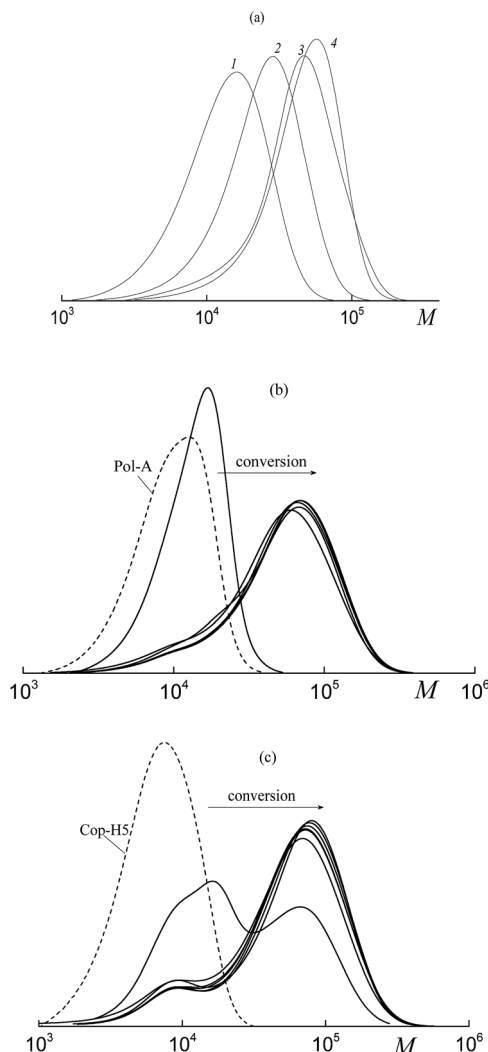 (a)
1 2 3 4
10³ 10⁴ 10⁵ M
(b)
Pol-A
conversion
10³ 10⁴ 10⁵ M 10⁶
(c)
conversion
Cop-H5
10³ 10⁴ 10⁵ M 10⁶